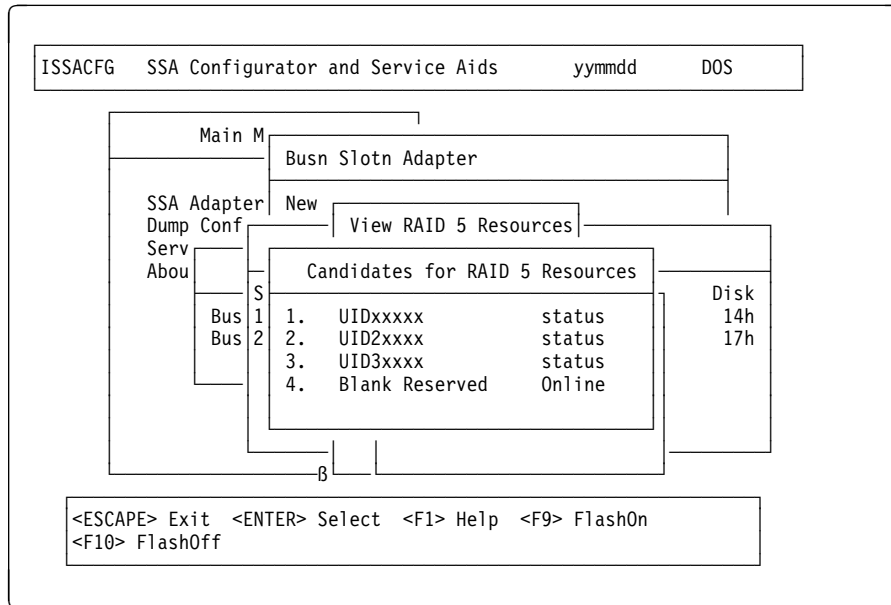 ISSACFG SSA Configurator and Service Aids yymmdd DOS
Main M
Busn Slotn Adapter
SSA Adapter New
Dump Conf View RAID 5 Resources
Serv
Abou Candidates for RAID 5 Resources
S Disk
Bus 1 1. UIDxxxxx status 14h
Bus 2 2. UID2xxxx status 17h
3. UID3xxxx status
4. Blank Reserved Online
ß
<ESCAPE> Exit <ENTER> Select <F1> Help <F9> FlashOn
<F10> FlashOff